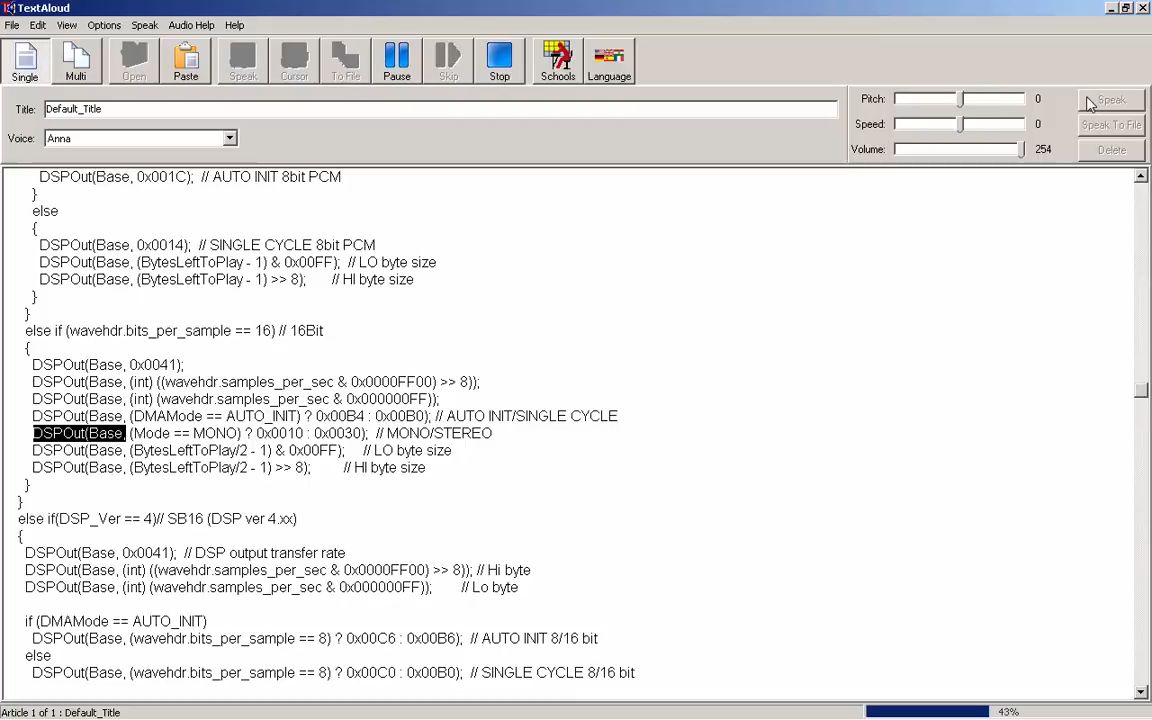 TextAloud
File Edit View Options Speak Audio Help Help
Single Multi Open Paste Speak Cursor To File Pause Skip Stop Schools Language
Title: Default_Title
Voice: Anna
Pitch: 0 Speak
Speed: 0 Speak To File
Volume: 254 Delete
DSPOut(Base, 0x001C);  // AUTO INIT 8bit PCM
}
else
{
DSPOut(Base, 0x0014);  // SINGLE CYCLE 8bit PCM
DSPOut(Base, (BytesLeftToPlay - 1) & 0x00FF);  // LO byte size
DSPOut(Base, (BytesLeftToPlay - 1) >> 8);      // HI byte size
}
}
else if (wavehdr.bits_per_sample == 16) // 16Bit
{
DSPOut(Base, 0x0041);
DSPOut(Base, (int) ((wavehdr.samples_per_sec & 0x0000FF00) >> 8));
DSPOut(Base, (int) (wavehdr.samples_per_sec & 0x000000FF));
DSPOut(Base, (DMAMode == AUTO_INIT) ? 0x00B4 : 0x00B0); // AUTO INIT/SINGLE CYCLE
DSPOut(Base, (Mode == MONO) ? 0x0010 : 0x0030);  // MONO/STEREO
DSPOut(Base, (BytesLeftToPlay/2 - 1) & 0x00FF);    // LO byte size
DSPOut(Base, (BytesLeftToPlay/2 - 1) >> 8);        // HI byte size
}
}
else if(DSP_Ver == 4)// SB16 (DSP ver 4.xx)
{
DSPOut(Base, 0x0041);  // DSP output transfer rate
DSPOut(Base, (int) ((wavehdr.samples_per_sec & 0x0000FF00) >> 8)); // Hi byte
DSPOut(Base, (int) (wavehdr.samples_per_sec & 0x000000FF));       // Lo byte
if (DMAMode == AUTO_INIT)
DSPOut(Base, (wavehdr.bits_per_sample == 8) ? 0x00C6 : 0x00B6);  // AUTO INIT 8/16 bit
else
DSPOut(Base, (wavehdr.bits_per_sample == 8) ? 0x00C0 : 0x00B0);  // SINGLE CYCLE 8/16 bit
Article 1 of 1 : Default_Title 43%